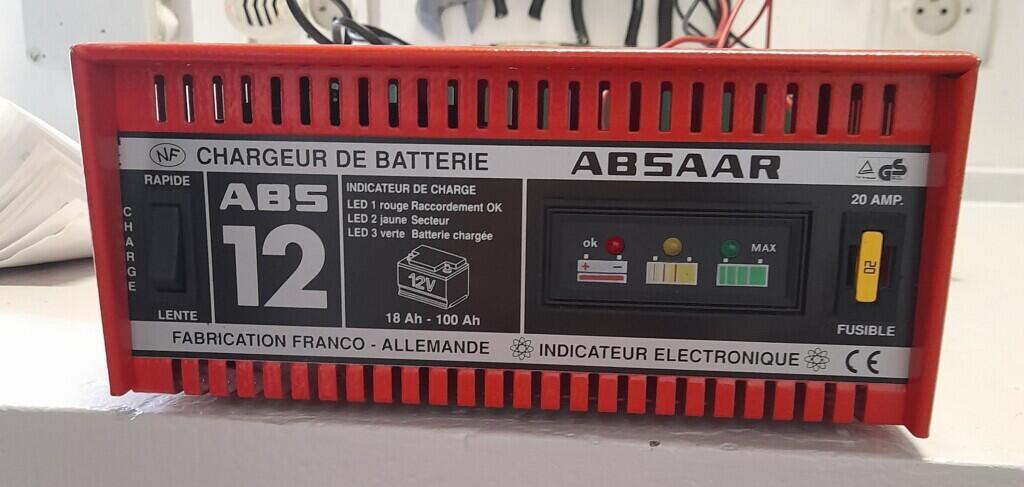 NF CHARGEUR DE BATTERIE ABSAAR GS
RAPIDE
CHARGE
LENTE
ABS
12
INDICATEUR DE CHARGE
LED 1 rouge Raccordement OK
LED 2 jaune Secteur
LED 3 verte Batterie chargée
12V
18 Ah - 100 Ah
ok MAX
+ -
20 AMP.
20
FUSIBLE
FABRICATION FRANCO - ALLEMANDE INDICATEUR ELECTRONIQUE CE